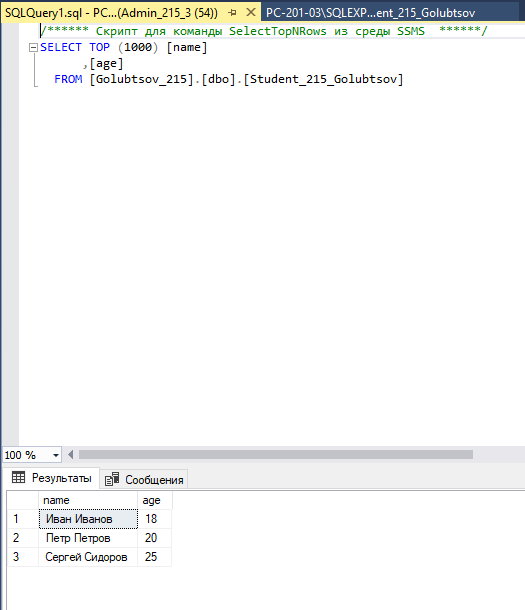 SQLQuery1.sql - PC...(Admin_215_3 (54)) PC-201-03\SQLEXP...ent_215_Golubtsov
/****** Скрипт для команды SelectTopNRows из среды SSMS ******/
SELECT TOP (1000) [name]
,[age]
FROM [Golubtsov_215].[dbo].[Student_215_Golubtsov]
100 %
Результаты Сообщения
name age
1 Иван Иванов 18
2 Петр Петров 20
3 Сергей Сидоров 25